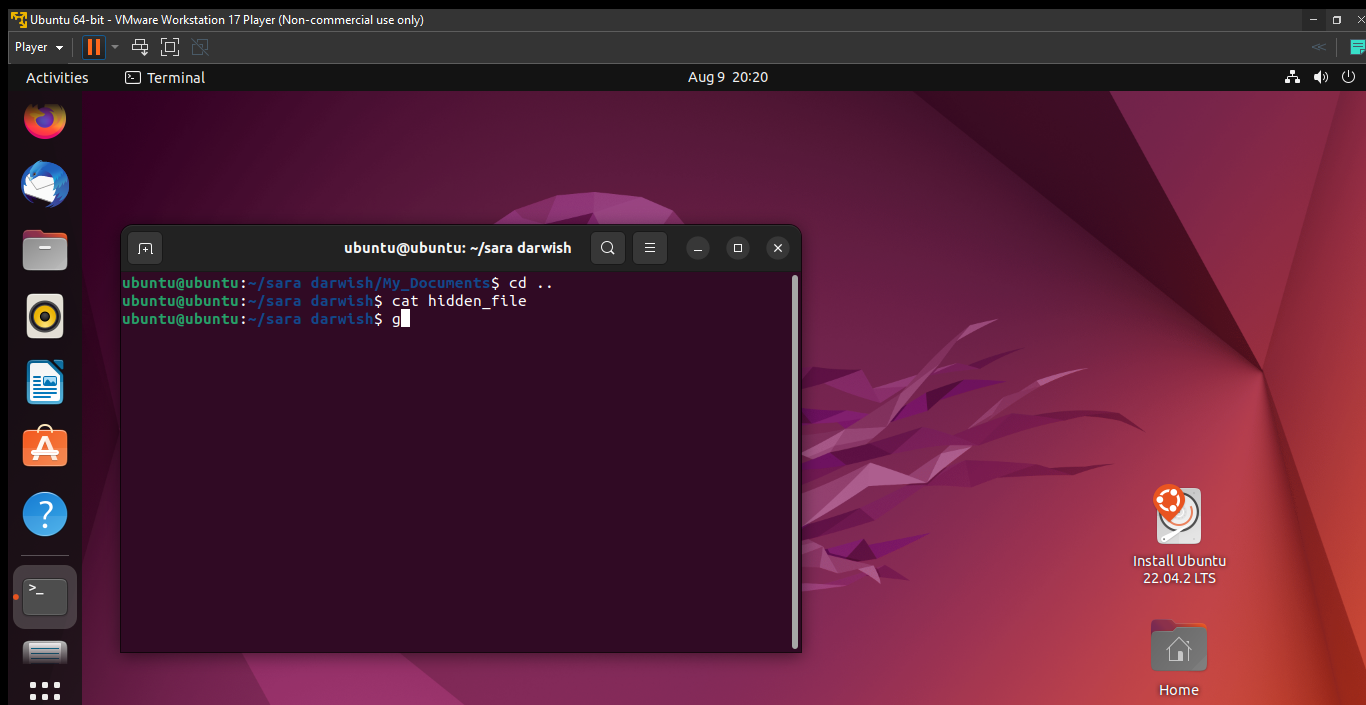 Ubuntu 64-bit - VMware Workstation 17 Player (Non-commercial use only)
Player
Activities
Terminal
Aug 9 20:20
ubuntu@ubuntu: ~/sara darwish
ubuntu@ubuntu:~/sara darwish/My_Documents$ cd ..
ubuntu@ubuntu:~/sara darwish$ cat hidden_file
ubuntu@ubuntu:~/sara darwish$ g
Install Ubuntu
22.04.2 LTS
Home